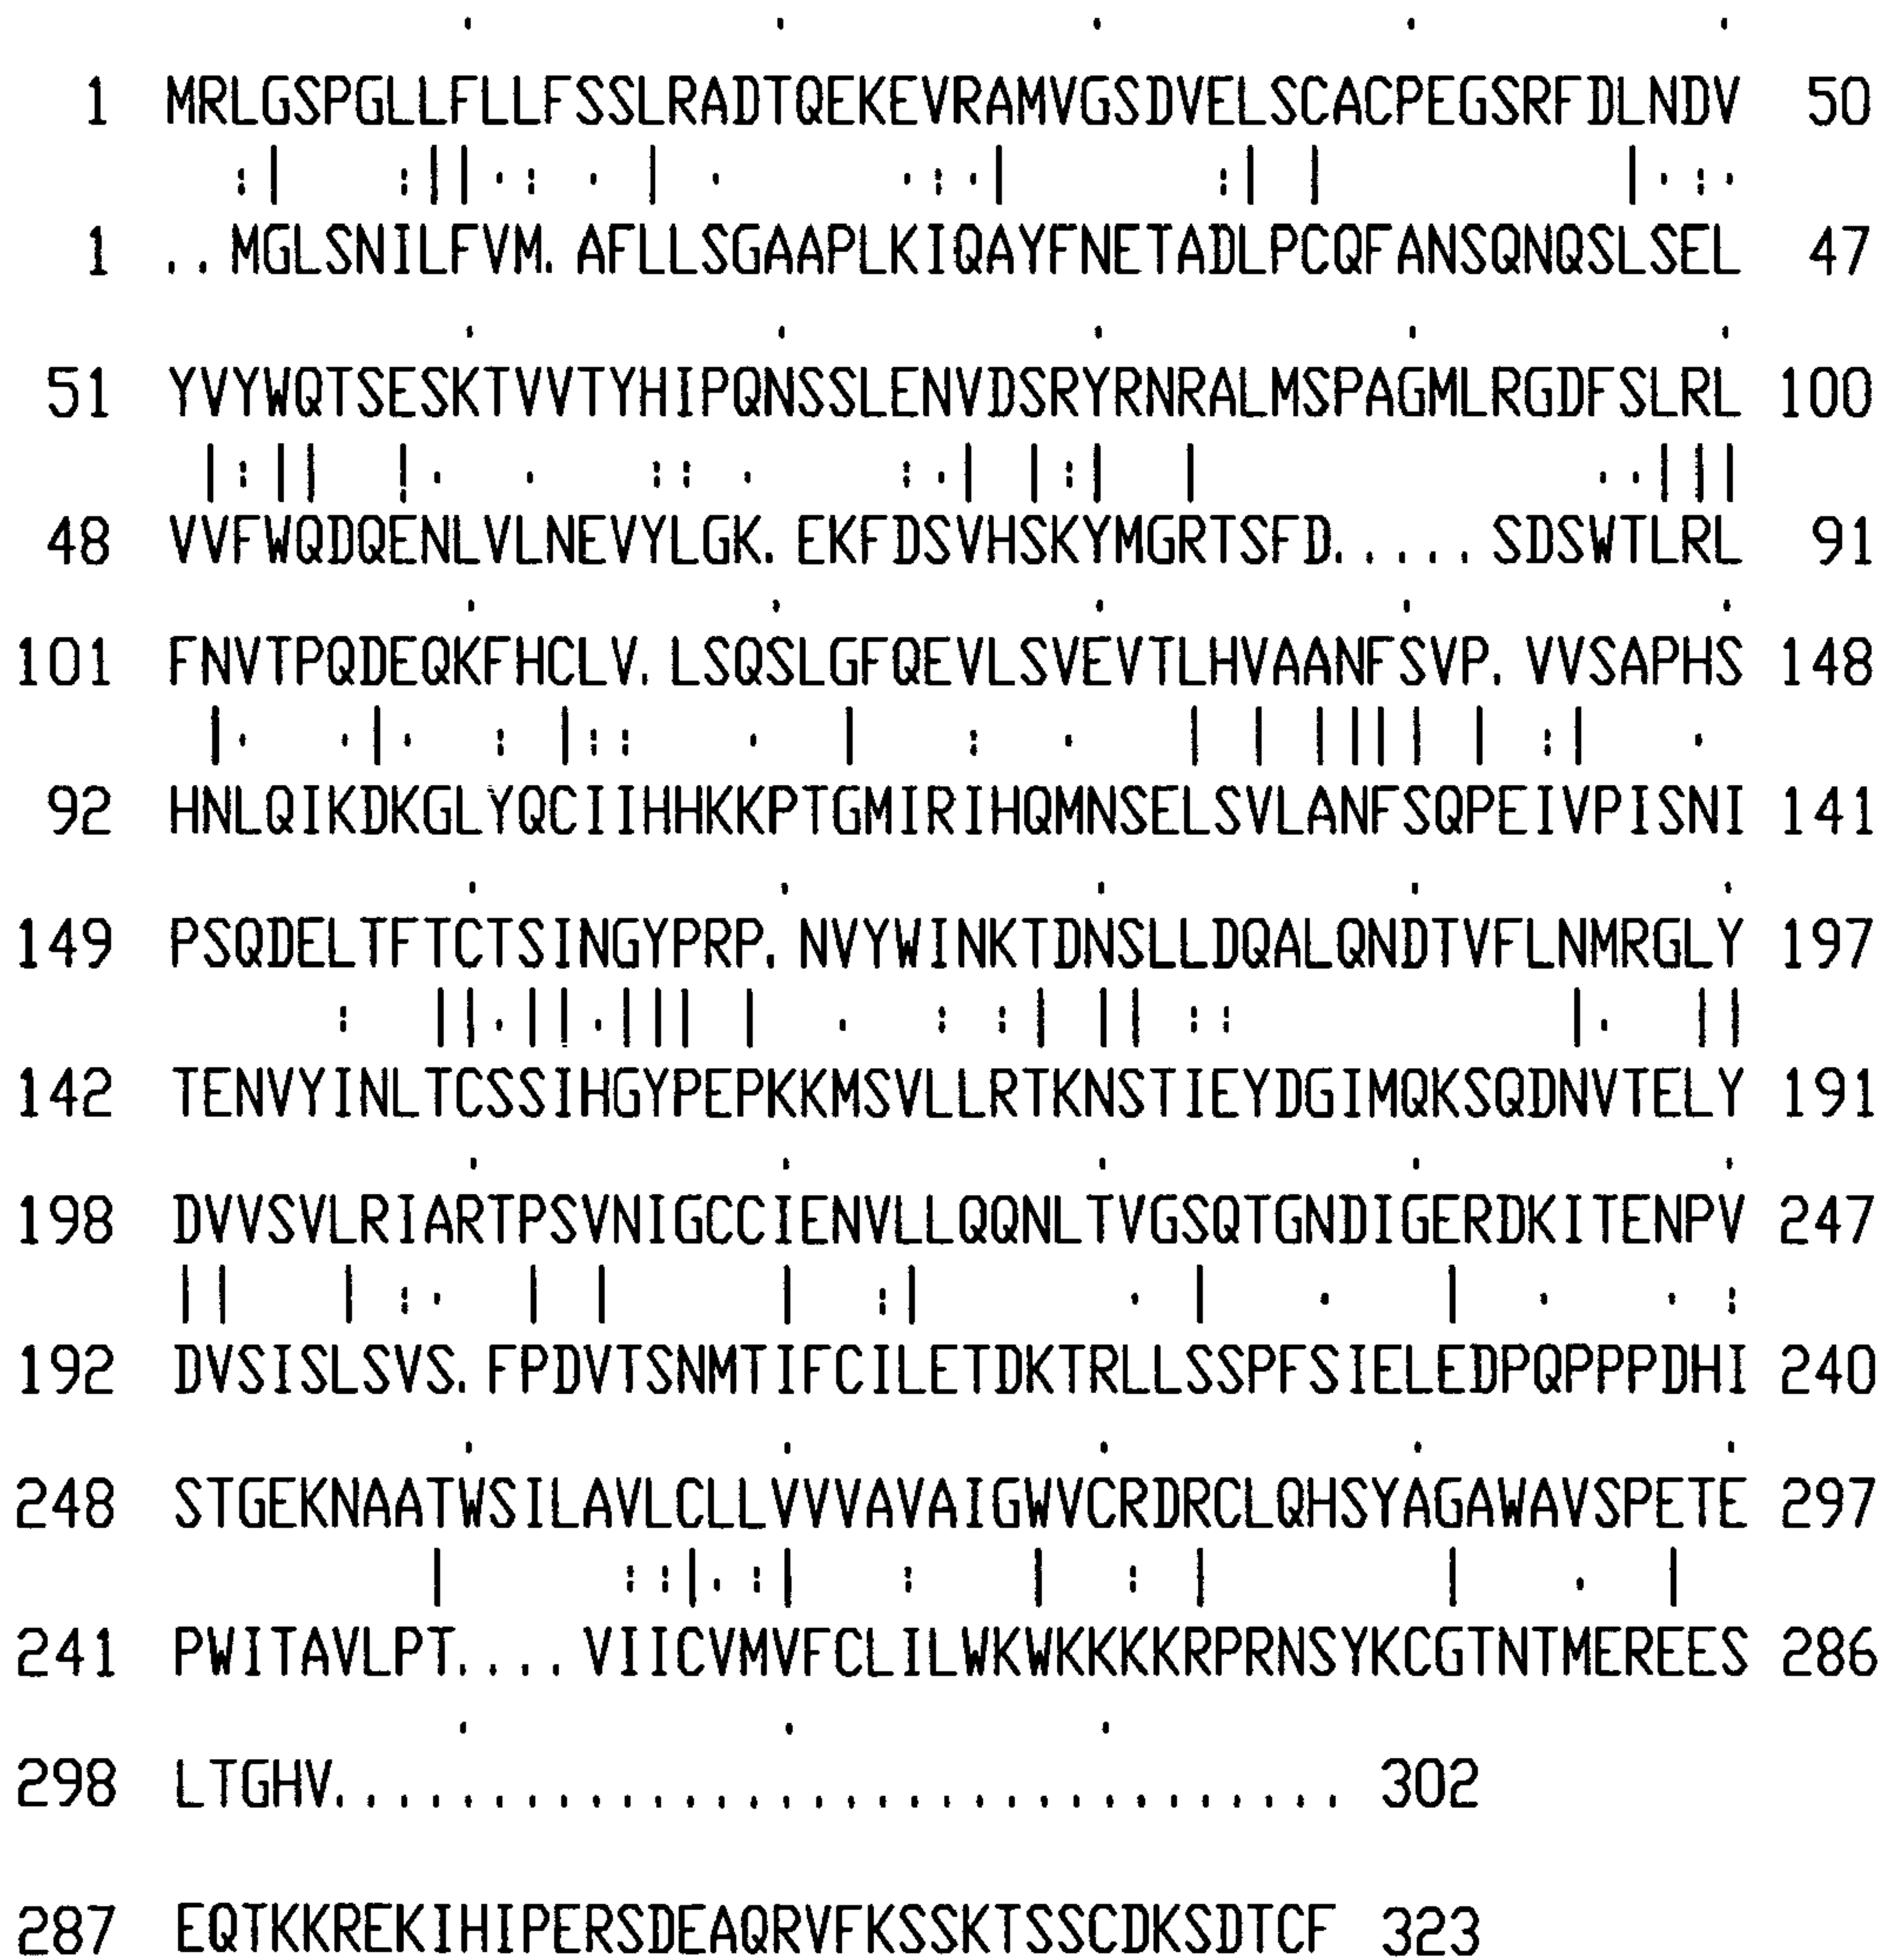 1 MRLGSPGLLFLLFSSLRADTQEKEVRAMVGSDVELSCACPEGSRFDLNDV 50
1 ..MGLSNILFVM.AFLLSGAAPLKIQAYFNETADLPCQFANSQNQSLSEL 47
51 YVYWQTSESKTVVTYHIPQNSSLENVDSRYRNRALMSPAGMLRGDFSLRL 100
48 VVFWQDQENLVLNEVYLGK.EKFDSVHSKYMGRTSFD.....SDSWTLRL 91
101 FNVTPQDEQKFHCLV.LSQSLGFQEVLSVEVTLHVAANFSVP.VVSAPHS 148
92 HNLQIKDKGLYQCIIHHKKPTGMIRIHQMNSELSVLANFSQPEIVPISNI 141
149 PSQDELTFTCTSINGYPRP.NVYWINKTDNSLLDQALQNDTVFLNMRGLY 197
142 TENVYINLTCSSIHGYPEPKKMSVLLRTKNSTIEYDGIMQKSQDNVTELY 191
198 DVVSVLRIARTPSVNIGCCIENVLLQQNLTVGSQTGNDIGERDKITENPV 247
192 DVSISLSVS.FPDVTSNMTIFCILETDKTRLLSSPFSIELEDPQPPPDHI 240
248 STGEKNAATWSILAVLCLLVVVAVAIGWVCRDRCLQHSYAGAWAVSPETE 297
241 PWITAVLPT....VIICVMVFCLILWKWKKKKRPRNSYKCGTNTMEREES 286
298 LTGHV................................ 302
287 EQTKKREKIHIPERSDEAQRVFKSSKTSSCDKSDTCF 323